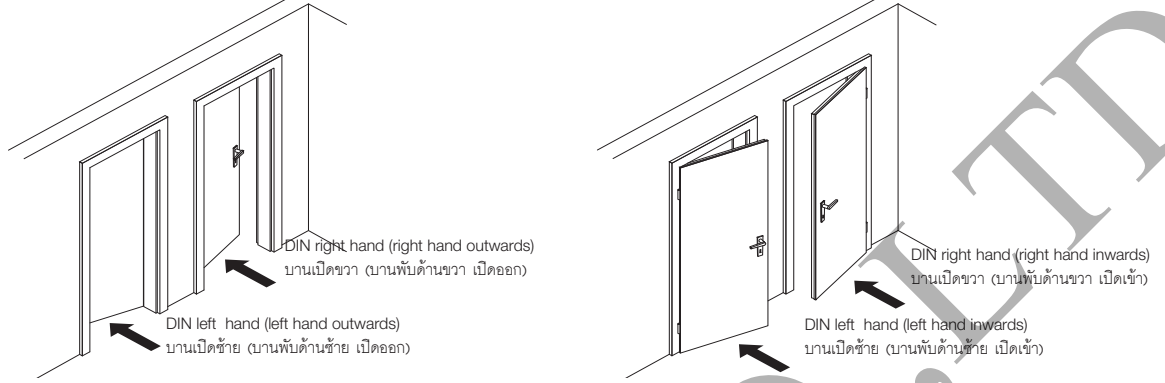 DIN right hand (right hand outwards)
บานเปิดขวา (บานพับด้านขวา เปิดออก)
DIN left hand (left hand outwards)
บานเปิดซ้าย (บานพับด้านซ้าย เปิดออก)
DIN right hand (right hand inwards)
บานเปิดขวา (บานพับด้านขวา เปิดเข้า)
DIN left hand (left hand inwards)
บานเปิดซ้าย (บานพับด้านซ้าย เปิดเข้า)
.,LTD